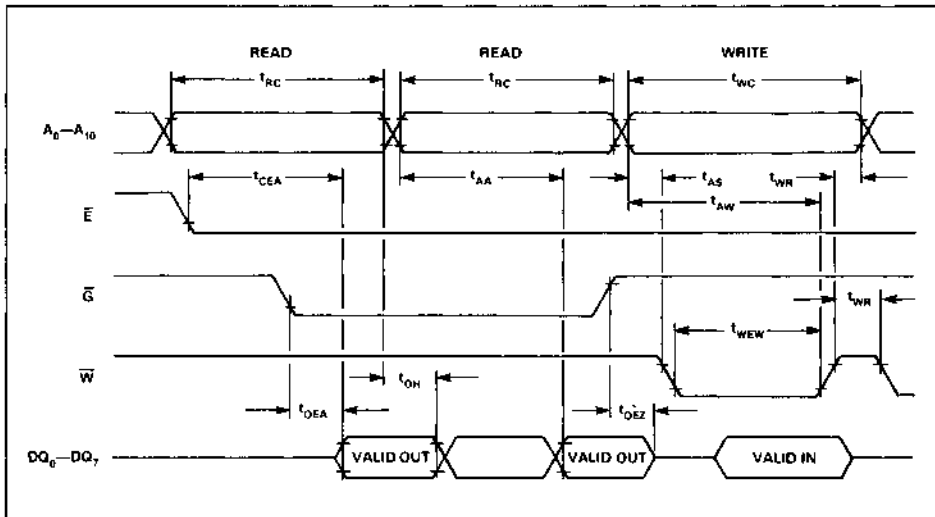 READ READ WRITE
tRC tRC tWC
A0—A10
tCEA tAA tAS tWR
tAW
E̅
G̅ tWR
tWEW
W̅
tOH
tOEA tOEZ
DQ0—DQ7 VALID OUT VALID OUT VALID IN